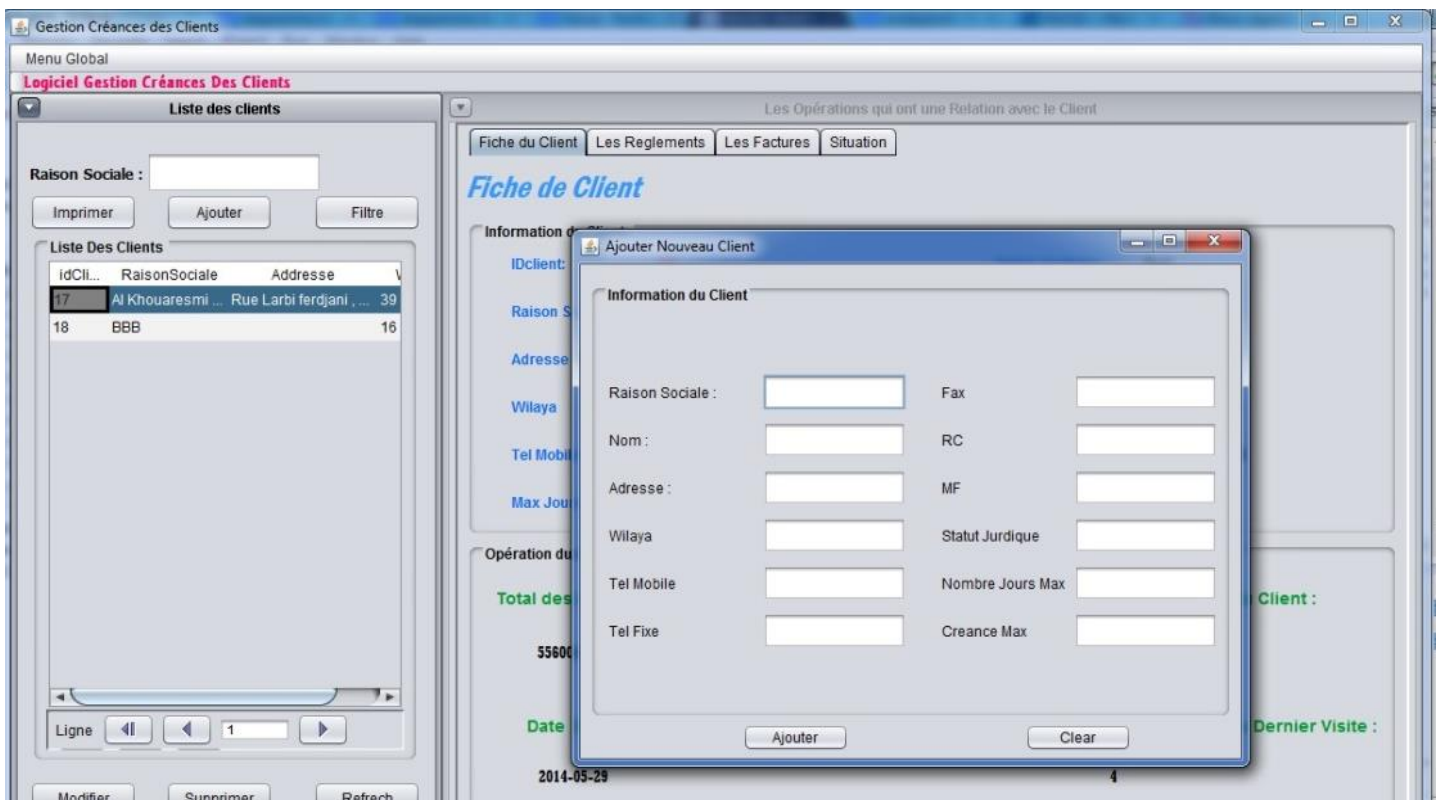 Gestion Créances des Clients
Menu Global
Logiciel Gestion Créances Des Clients
Liste des clients
Raison Sociale :
Imprimer Ajouter Filtre
Liste Des Clients
idCli... RaisonSociale Addresse
17 Al Khouaresmi ... Rue Larbi ferdjani , ... 39
18 BBB 16
Ligne 1
Modifier Supprimer Refrech
Les Opérations qui ont une Relation avec le Client
Fiche du Client Les Reglements Les Factures Situation
Fiche de Client
Information
IDclient:
Raison S
Adresse
Wilaya
Tel Mobil
Max Jour
Opération du
Total des Client :
55600
Date Dernier Visite :
2014-05-29 4
Ajouter Nouveau Client
Information du Client
Raison Sociale : Fax
Nom : RC
Adresse : MF
Wilaya Statut Jurdique
Tel Mobile Nombre Jours Max
Tel Fixe Creance Max
Ajouter Clear